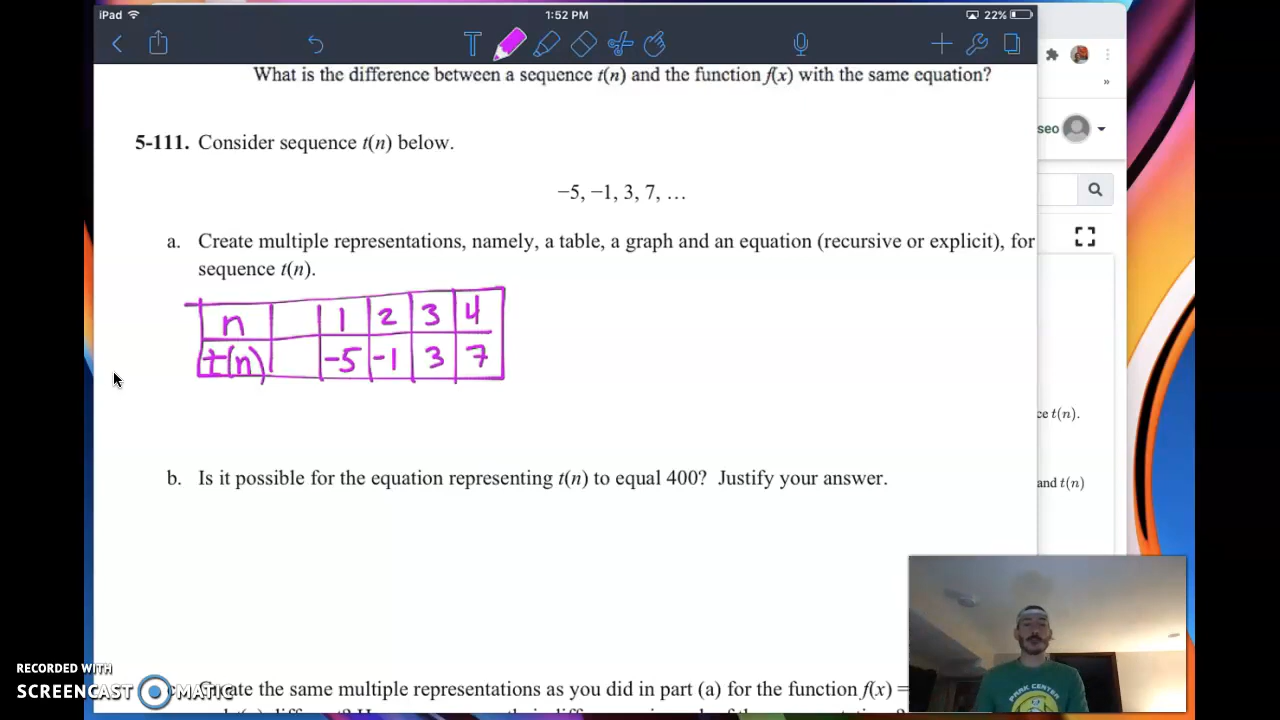 iPad 1:52 PM 22%
T
What is the difference between a sequence t(n) and the function f(x) with the same equation?
»
5-111. Consider sequence t(n) below.
seo
−5, −1, 3, 7, …
a. Create multiple representations, namely, a table, a graph and an equation (recursive or explicit), for
sequence t(n).
n 1 2 3 4
t(n) -5 -1 3 7
ce t(n).
b. Is it possible for the equation representing t(n) to equal 400? Justify your answer.
and t(n)
PARK CENTER
RECORDED WITH
SCREENCAST MATIC
Create the same multiple representations as you did in part (a) for the function f(x) =